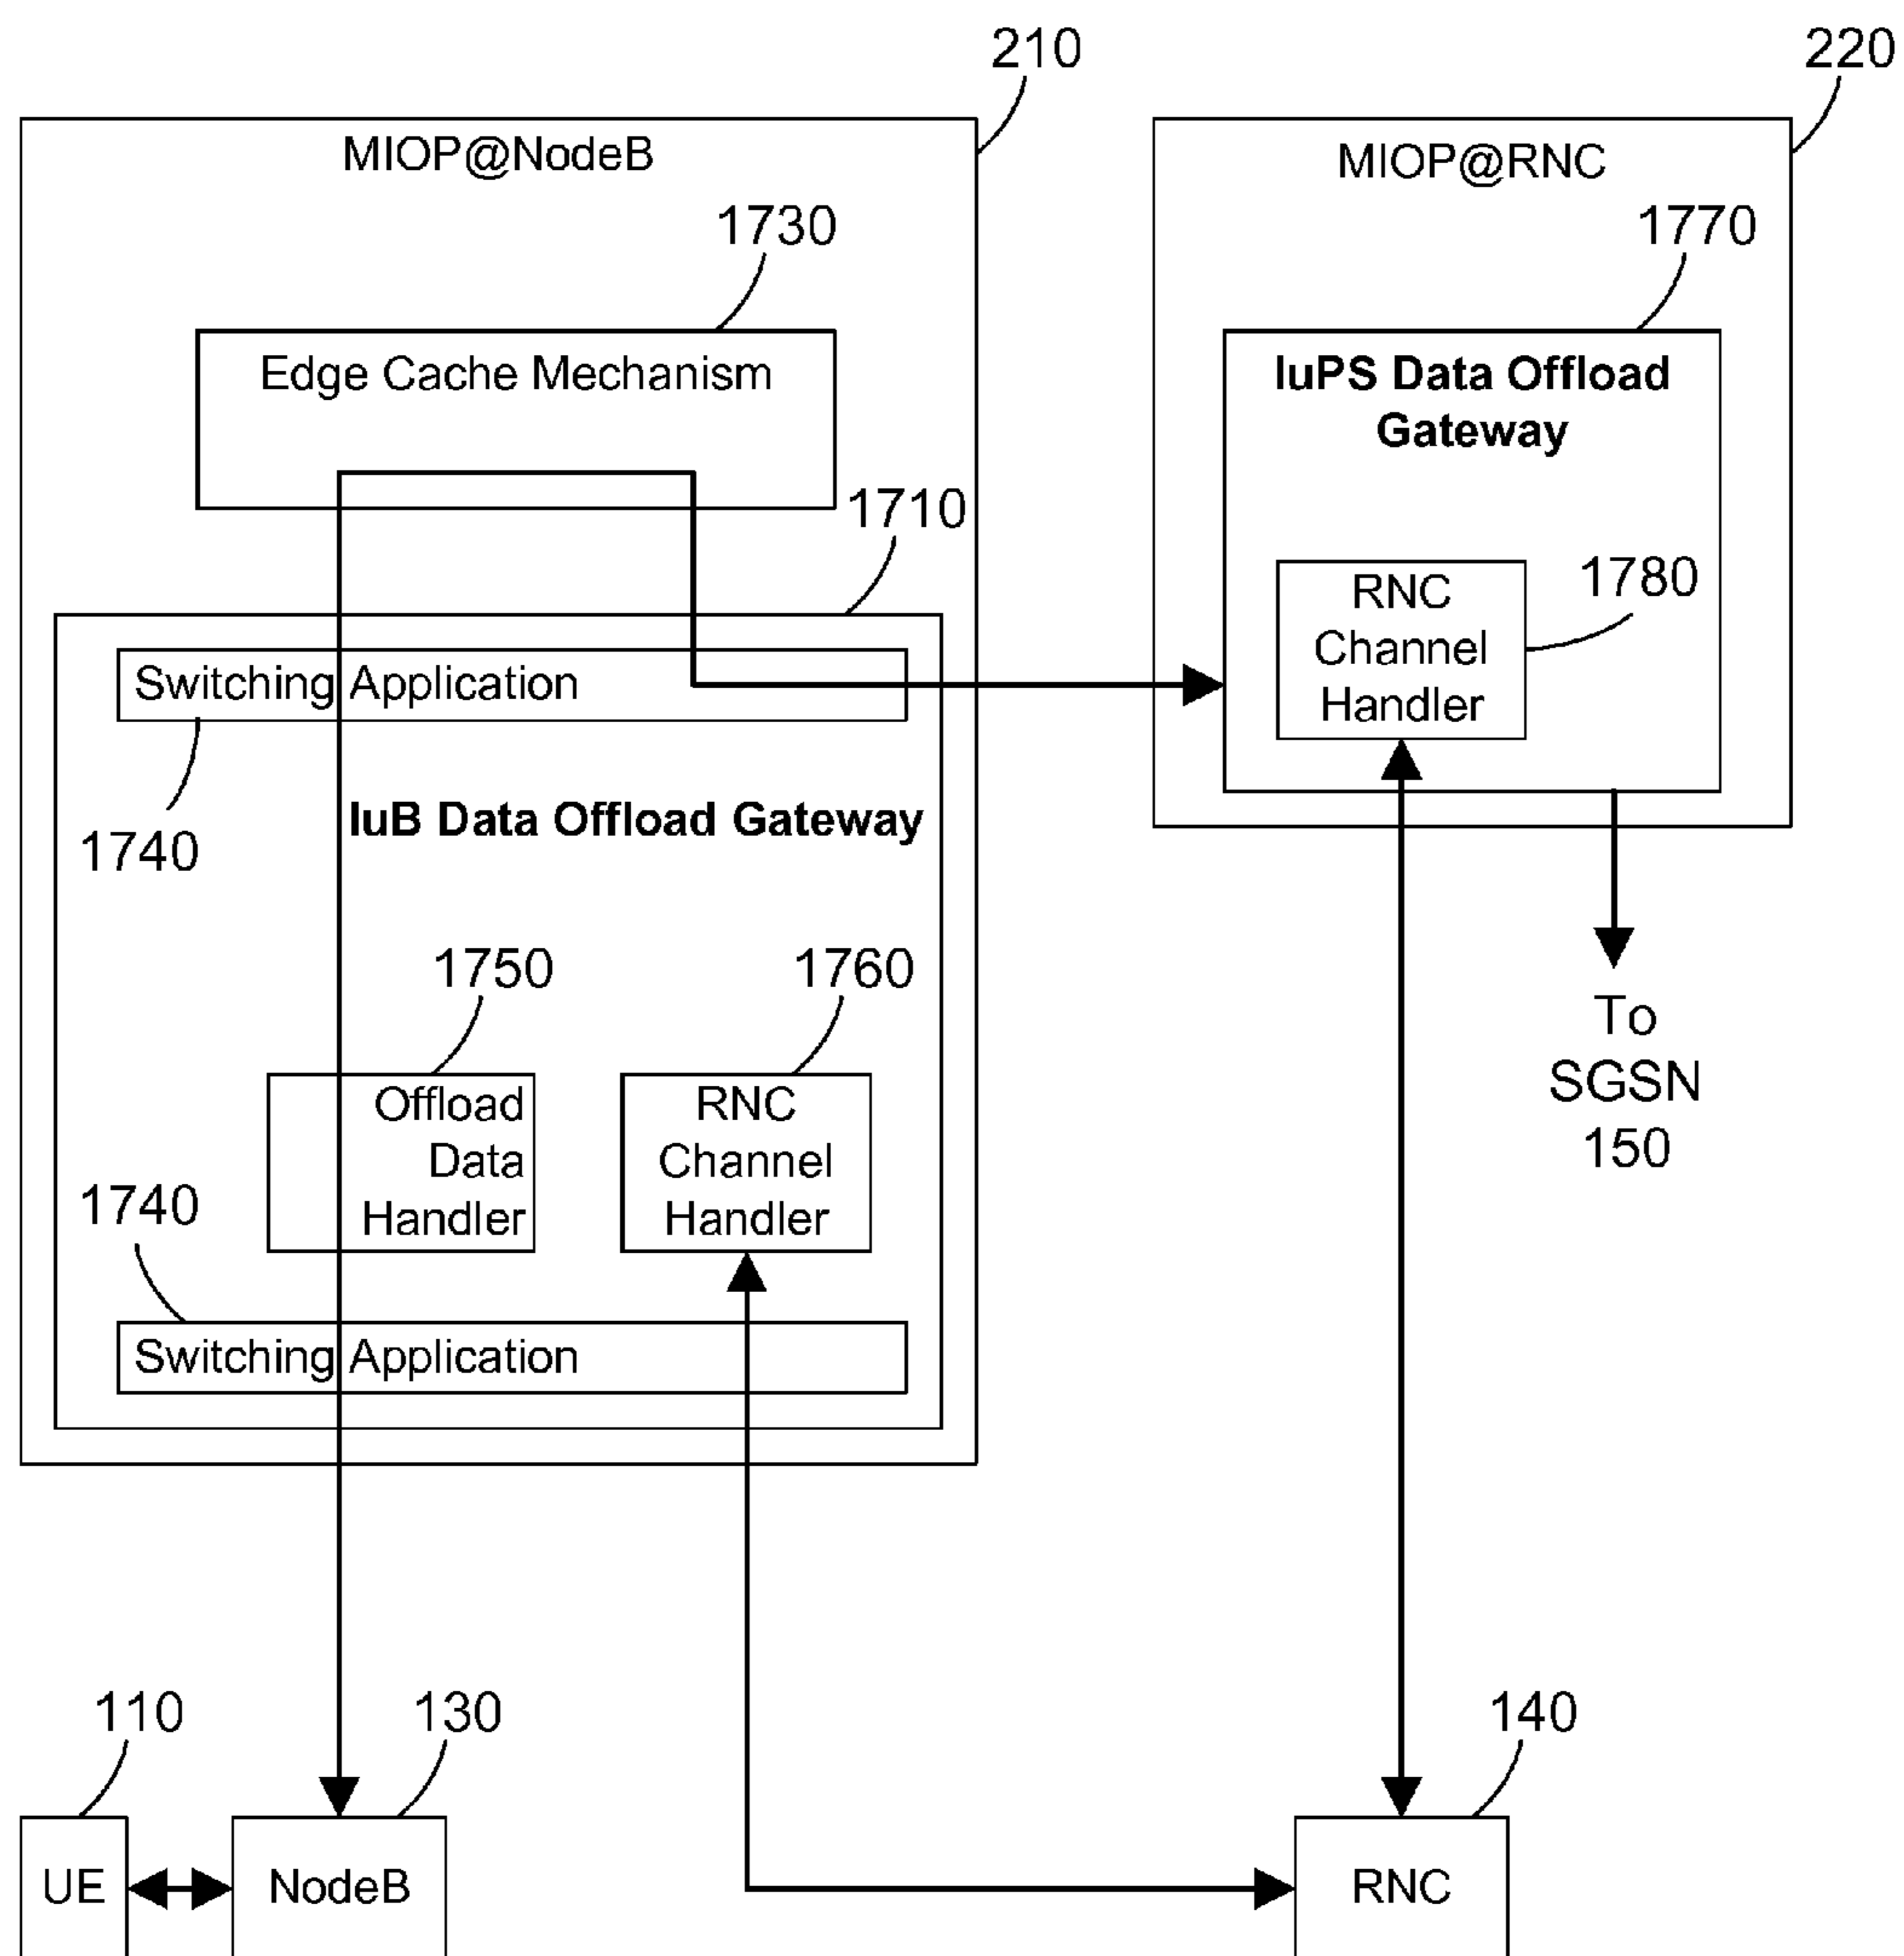 210
220
MIOP@NodeB
MIOP@RNC
1730
1770
Edge Cache Mechanism
IuPS Data Offload
Gateway
1710
RNC
Channel
Handler
1780
Switching Application
1740
IuB Data Offload Gateway
1750
1760
To
SGSN
150
Offload
Data
Handler
RNC
Channel
Handler
1740
Switching Application
110
130
140
UE
NodeB
RNC